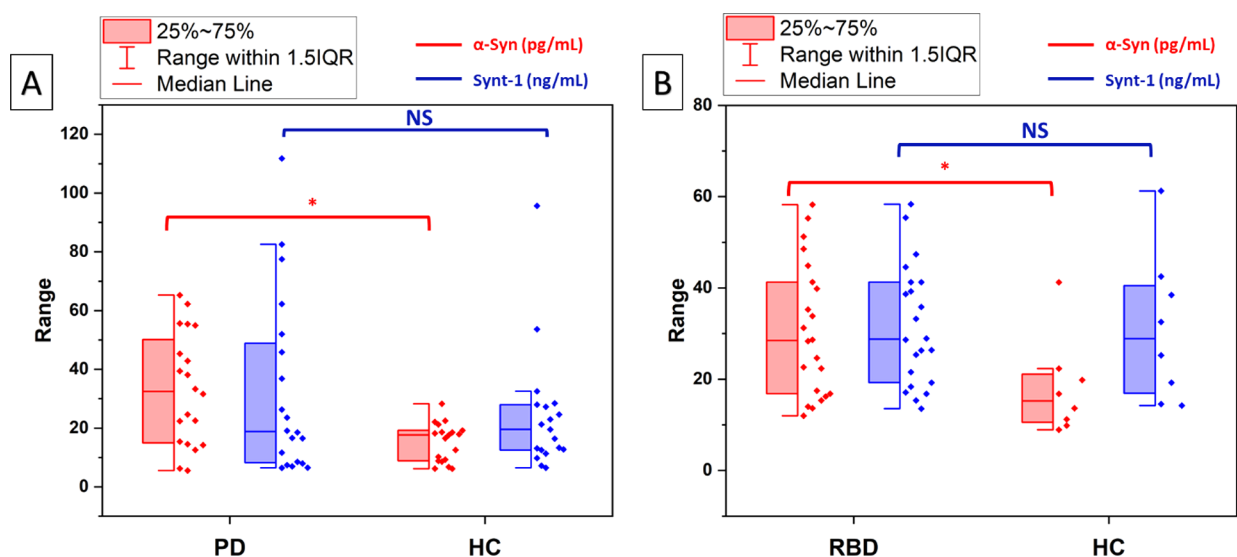 A
25%~75%
Range within 1.5IQR
Median Line
α-Syn (pg/mL)
Synt-1 (ng/mL)
NS
*
Range
120
100
80
60
40
20
0
PD
HC
B
25%~75%
Range within 1.5IQR
Median Line
α-Syn (pg/mL)
Synt-1 (ng/mL)
NS
*
Range
80
60
40
20
0
RBD
HC